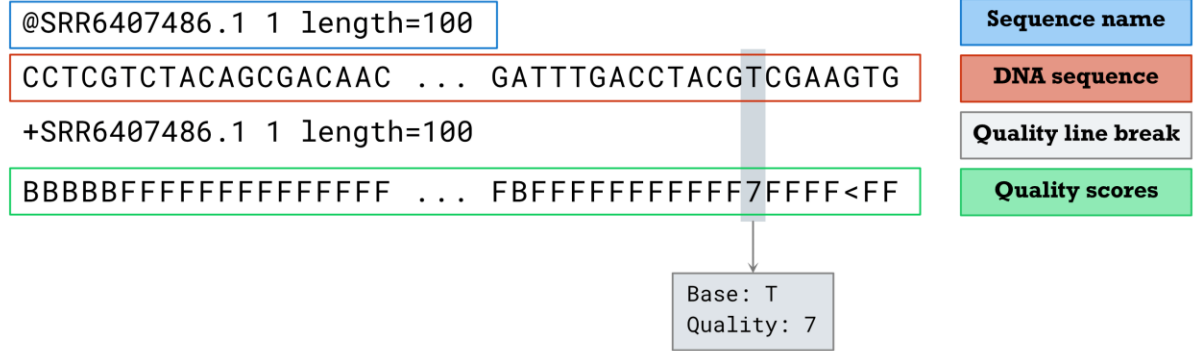 @SRR6407486.1 1 length=100
Sequence name
CCTCGTCTACAGCGACAAC ... GATTTGACCTACGTCGAAGTG
DNA sequence
+SRR6407486.1 1 length=100
Quality line break
BBBBBFFFFFFFFFFFFFF ... FBFFFFFFFFFFF7FFFF<FF
Quality scores
Base: T
Quality: 7